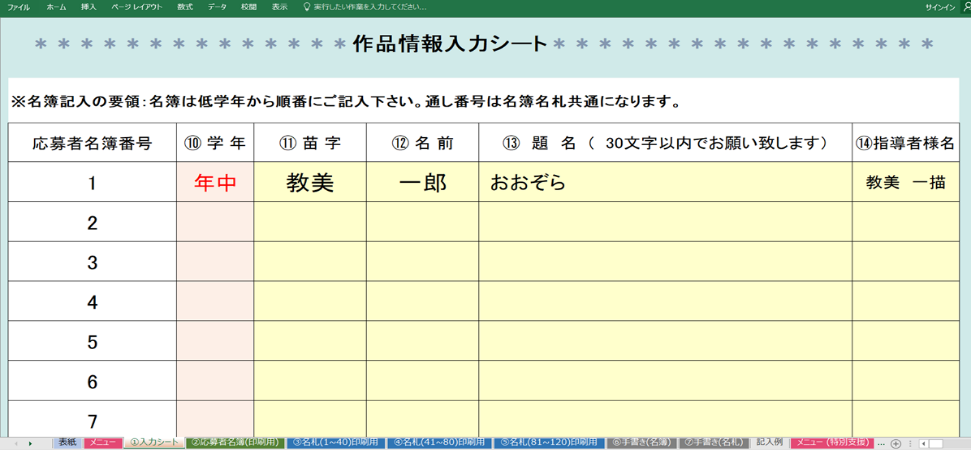 ファイル ホーム 挿入 ページ レイアウト 数式 データ 校閲 表示 実行したい作業を入力してください... サインイン
＊＊＊＊＊＊＊＊＊＊＊＊＊＊作品情報入力シート＊＊＊＊＊＊＊＊＊＊＊＊＊＊＊＊＊
※名簿記入の要領：名簿は低学年から順番にご記入下さい。通し番号は名簿名札共通になります。
応募者名簿番号 ⑩ 学 年 ⑪ 苗 字 ⑫ 名 前 ⑬ 題 名 （ 30文字以内でお願い致します） ⑭指導者様名
1 年中 教美 一郎 おおぞら 教美 一描
2
3
4
5
6
7
表紙 メニュー ①入力シート ②応募者名簿(印刷用) ③名札(1～40)印刷用 ④名札(41～80)印刷用 ⑤名札(81～120)印刷用 ⑥手書き(名簿) ⑦手書き(名札) 記入例 メニュー (特別支援) ...